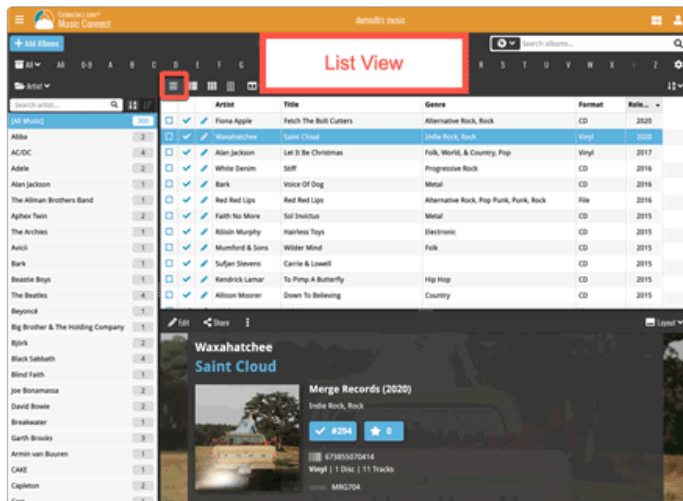 Collectorz.com*
Music Connect
demodb's music
+ Add Albums
Search albums...
List View
All All 0-9 A B C D E F G R S T U V W X Y Z
Artist
Search artist...
Artist Title Genre Format Rele...
[All Music] 300
Abba 2
AC/DC 4
Adele 2
Alan Jackson 1
The Allman Brothers Band 1
Aphex Twin 2
The Archies 1
Avicii 1
Bark 1
Beastie Boys 1
The Beatles 4
Beyoncé 1
Big Brother & The Holding Company 1
Björk 2
Black Sabbath 4
Blind Faith 1
Joe Bonamassa 2
David Bowie 2
Breakwater 1
Garth Brooks 3
Armin van Buuren 1
CAKE 1
Capleton 2
Fiona Apple Fetch The Bolt Cutters Alternative Rock, Rock CD 2020
Waxahatchee Saint Cloud Indie Rock, Rock Vinyl 2020
Alan Jackson Let It Be Christmas Folk, World, & Country, Pop Vinyl 2017
White Denim Stiff Progressive Rock CD 2016
Bark Voice Of Dog Metal CD 2016
Red Red Lips Red Red Lips Alternative Rock, Pop Punk, Punk, Rock File 2016
Faith No More Sol Invictus Metal CD 2015
Róisín Murphy Hairless Toys Electronic CD 2015
Mumford & Sons Wilder Mind Folk CD 2015
Sufjan Stevens Carrie & Lowell CD 2015
Kendrick Lamar To Pimp A Butterfly Hip Hop CD 2015
Allison Moorer Down To Believing Country CD 2015
Edit Share Layout
Waxahatchee
Saint Cloud
Merge Records (2020)
Indie Rock, Rock
#294 0
673855070414
Vinyl | 1 Disc | 11 Tracks
MRG704